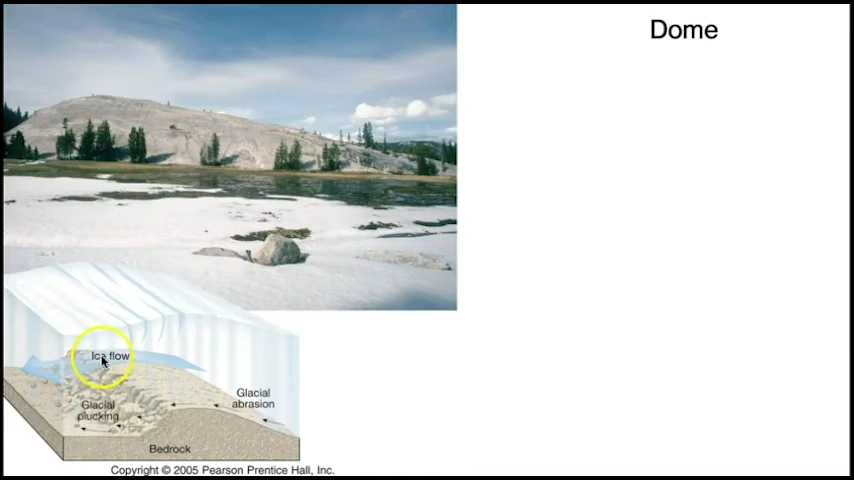 Dome
Ice flow
Glacial
abrasion
Glacial
plucking
Bedrock
Copyright © 2005 Pearson Prentice Hall, Inc.